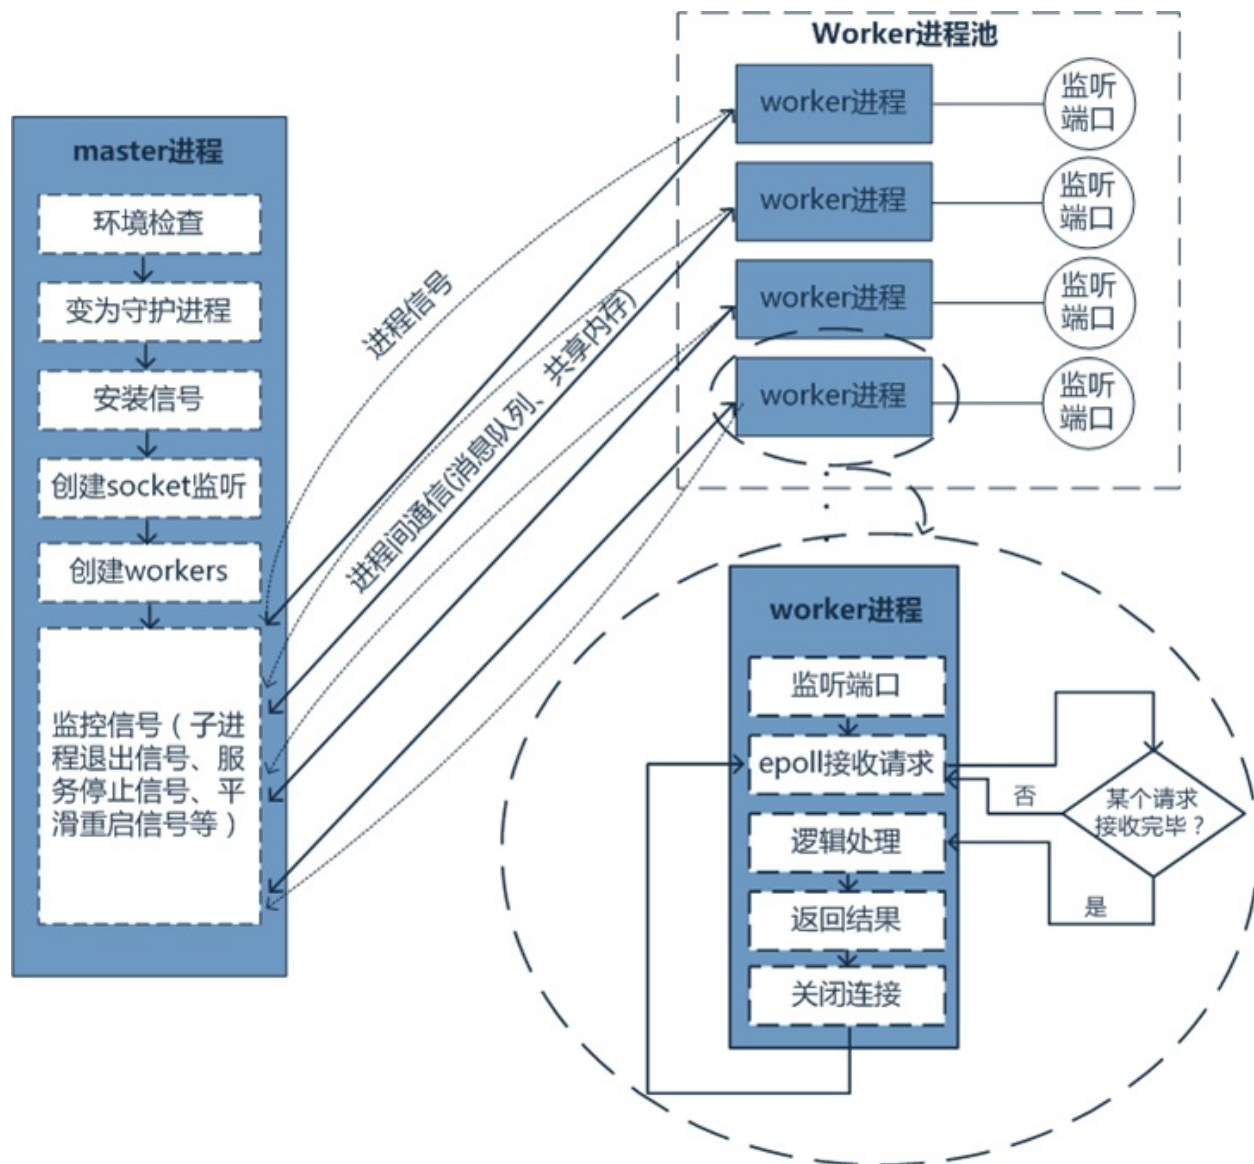 Worker进程池
worker进程
监听
端口
worker进程
监听
端口
worker进程
监听
端口
worker进程
监听
端口
master进程
环境检查
变为守护进程
安装信号
创建socket监听
创建workers
监控信号（子进
程退出信号、服
务停止信号、平
滑重启信号等）
进程信号
进程间通信(消息队列、共享内存)
worker进程
监听端口
epoll接收请求
逻辑处理
返回结果
关闭连接
某个请求
接收完毕？
否
是